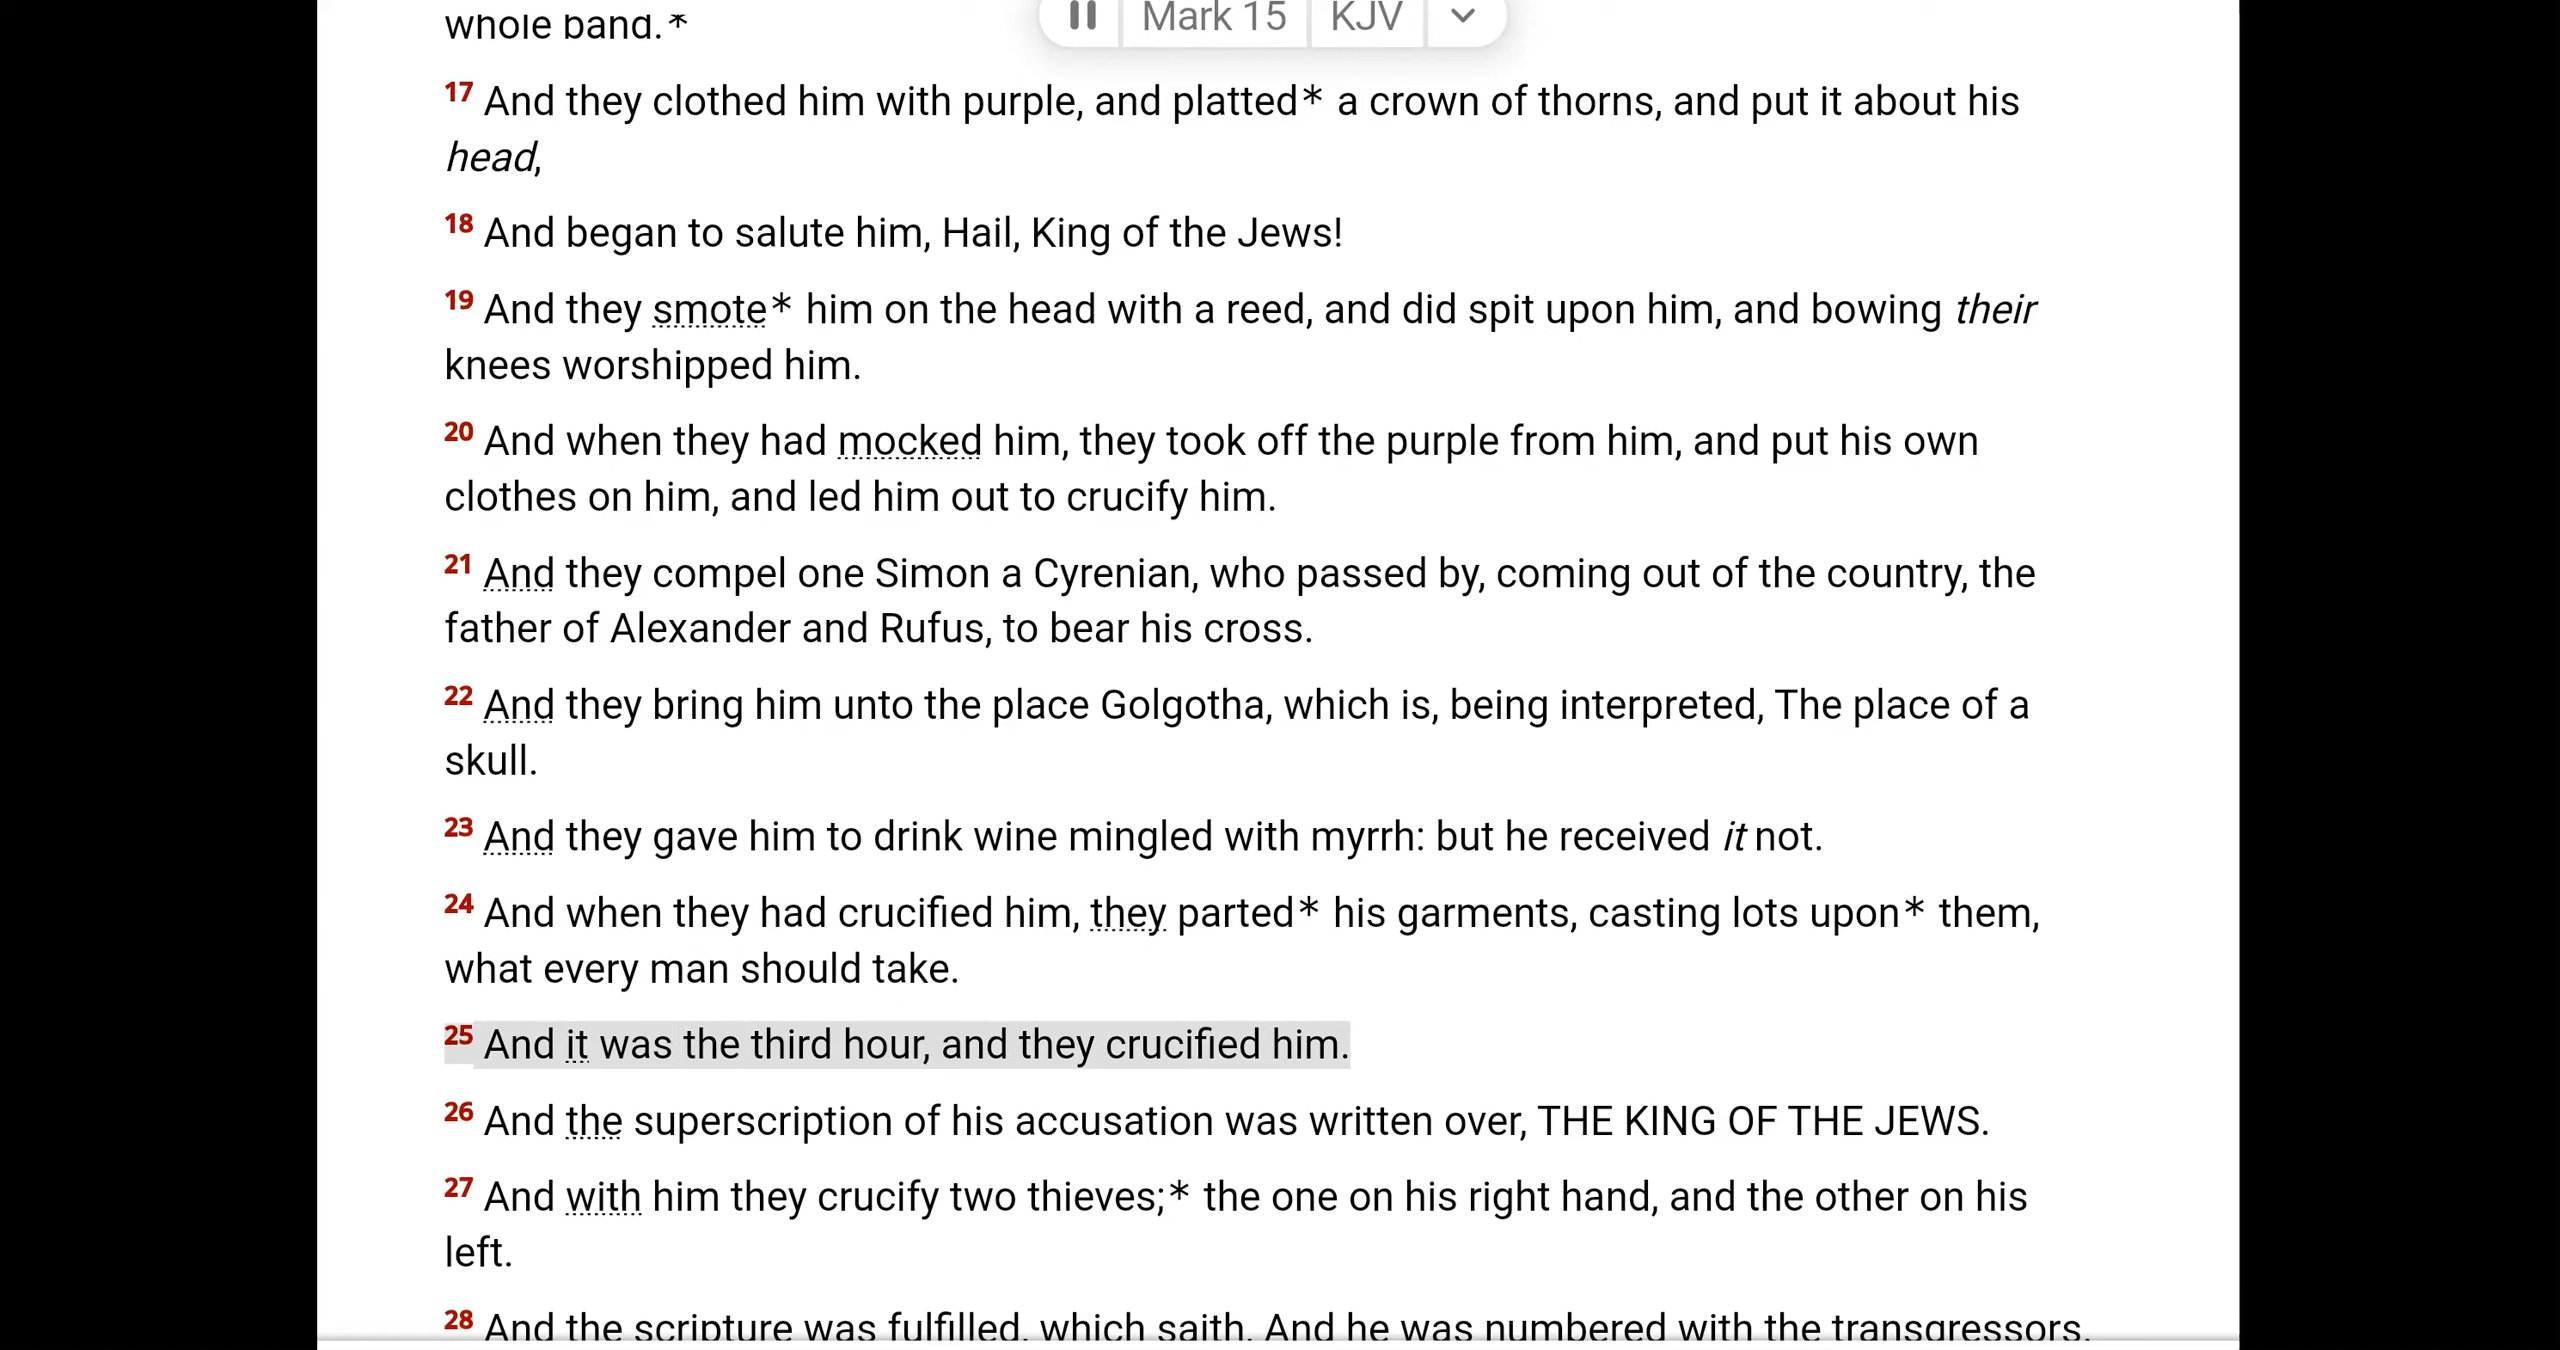 whole band.*
Mark 15 KJV
17 And they clothed him with purple, and platted* a crown of thorns, and put it about his
head,
18 And began to salute him, Hail, King of the Jews!
19 And they smote* him on the head with a reed, and did spit upon him, and bowing their
knees worshipped him.
20 And when they had mocked him, they took off the purple from him, and put his own
clothes on him, and led him out to crucify him.
21 And they compel one Simon a Cyrenian, who passed by, coming out of the country, the
father of Alexander and Rufus, to bear his cross.
22 And they bring him unto the place Golgotha, which is, being interpreted, The place of a
skull.
23 And they gave him to drink wine mingled with myrrh: but he received it not.
24 And when they had crucified him, they parted* his garments, casting lots upon* them,
what every man should take.
25 And it was the third hour, and they crucified him.
26 And the superscription of his accusation was written over, THE KING OF THE JEWS.
27 And with him they crucify two thieves;* the one on his right hand, and the other on his
left.
28 And the scripture was fulfilled, which saith, And he was numbered with the transgressors.